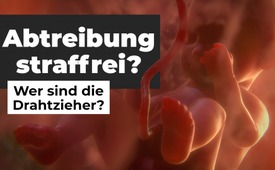 Abtreibung
straffrei?
Wer sind die
Drahtzieher?